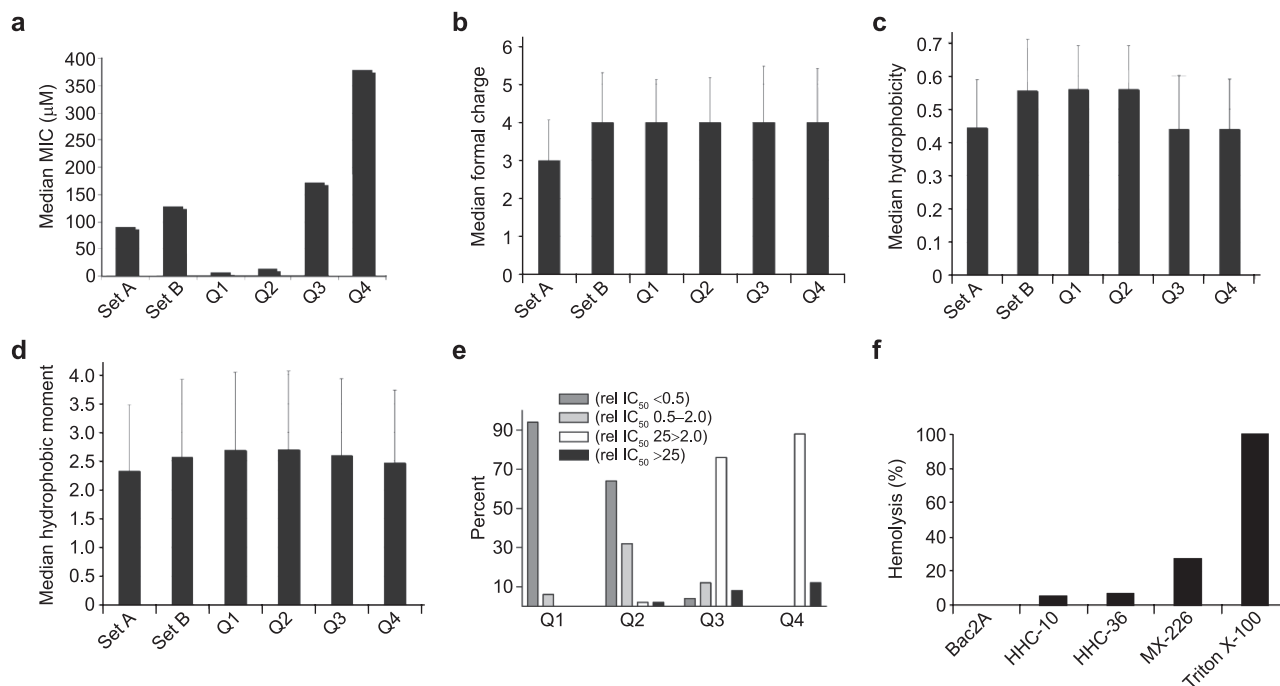 a
Median MIC (μM)
400
350
300
250
200
150
100
50
0
Set A
Set B
Q1
Q2
Q3
Q4
b
Median formal charge
6
5
4
3
2
1
0
Set A
Set B
Q1
Q2
Q3
Q4
c
Median hydrophobicity
0.7
0.6
0.5
0.4
0.3
0.2
0.1
0
Set A
Set B
Q1
Q2
Q3
Q4
d
Median hydrophobic moment
4.0
3.5
3.0
2.5
2.0
1.5
1.0
0.5
0
Set A
Set B
Q1
Q2
Q3
Q4
e
(rel IC50 <0.5)
(rel IC50 0.5–2.0)
(rel IC50 25>2.0)
(rel IC50 >25)
Percent
90
70
50
30
10
Q1
Q2
Q3
Q4
f
Hemolysis (%)
100
80
60
40
20
0
Bac2A
HHC-10
HHC-36
MX-226
Triton X-100